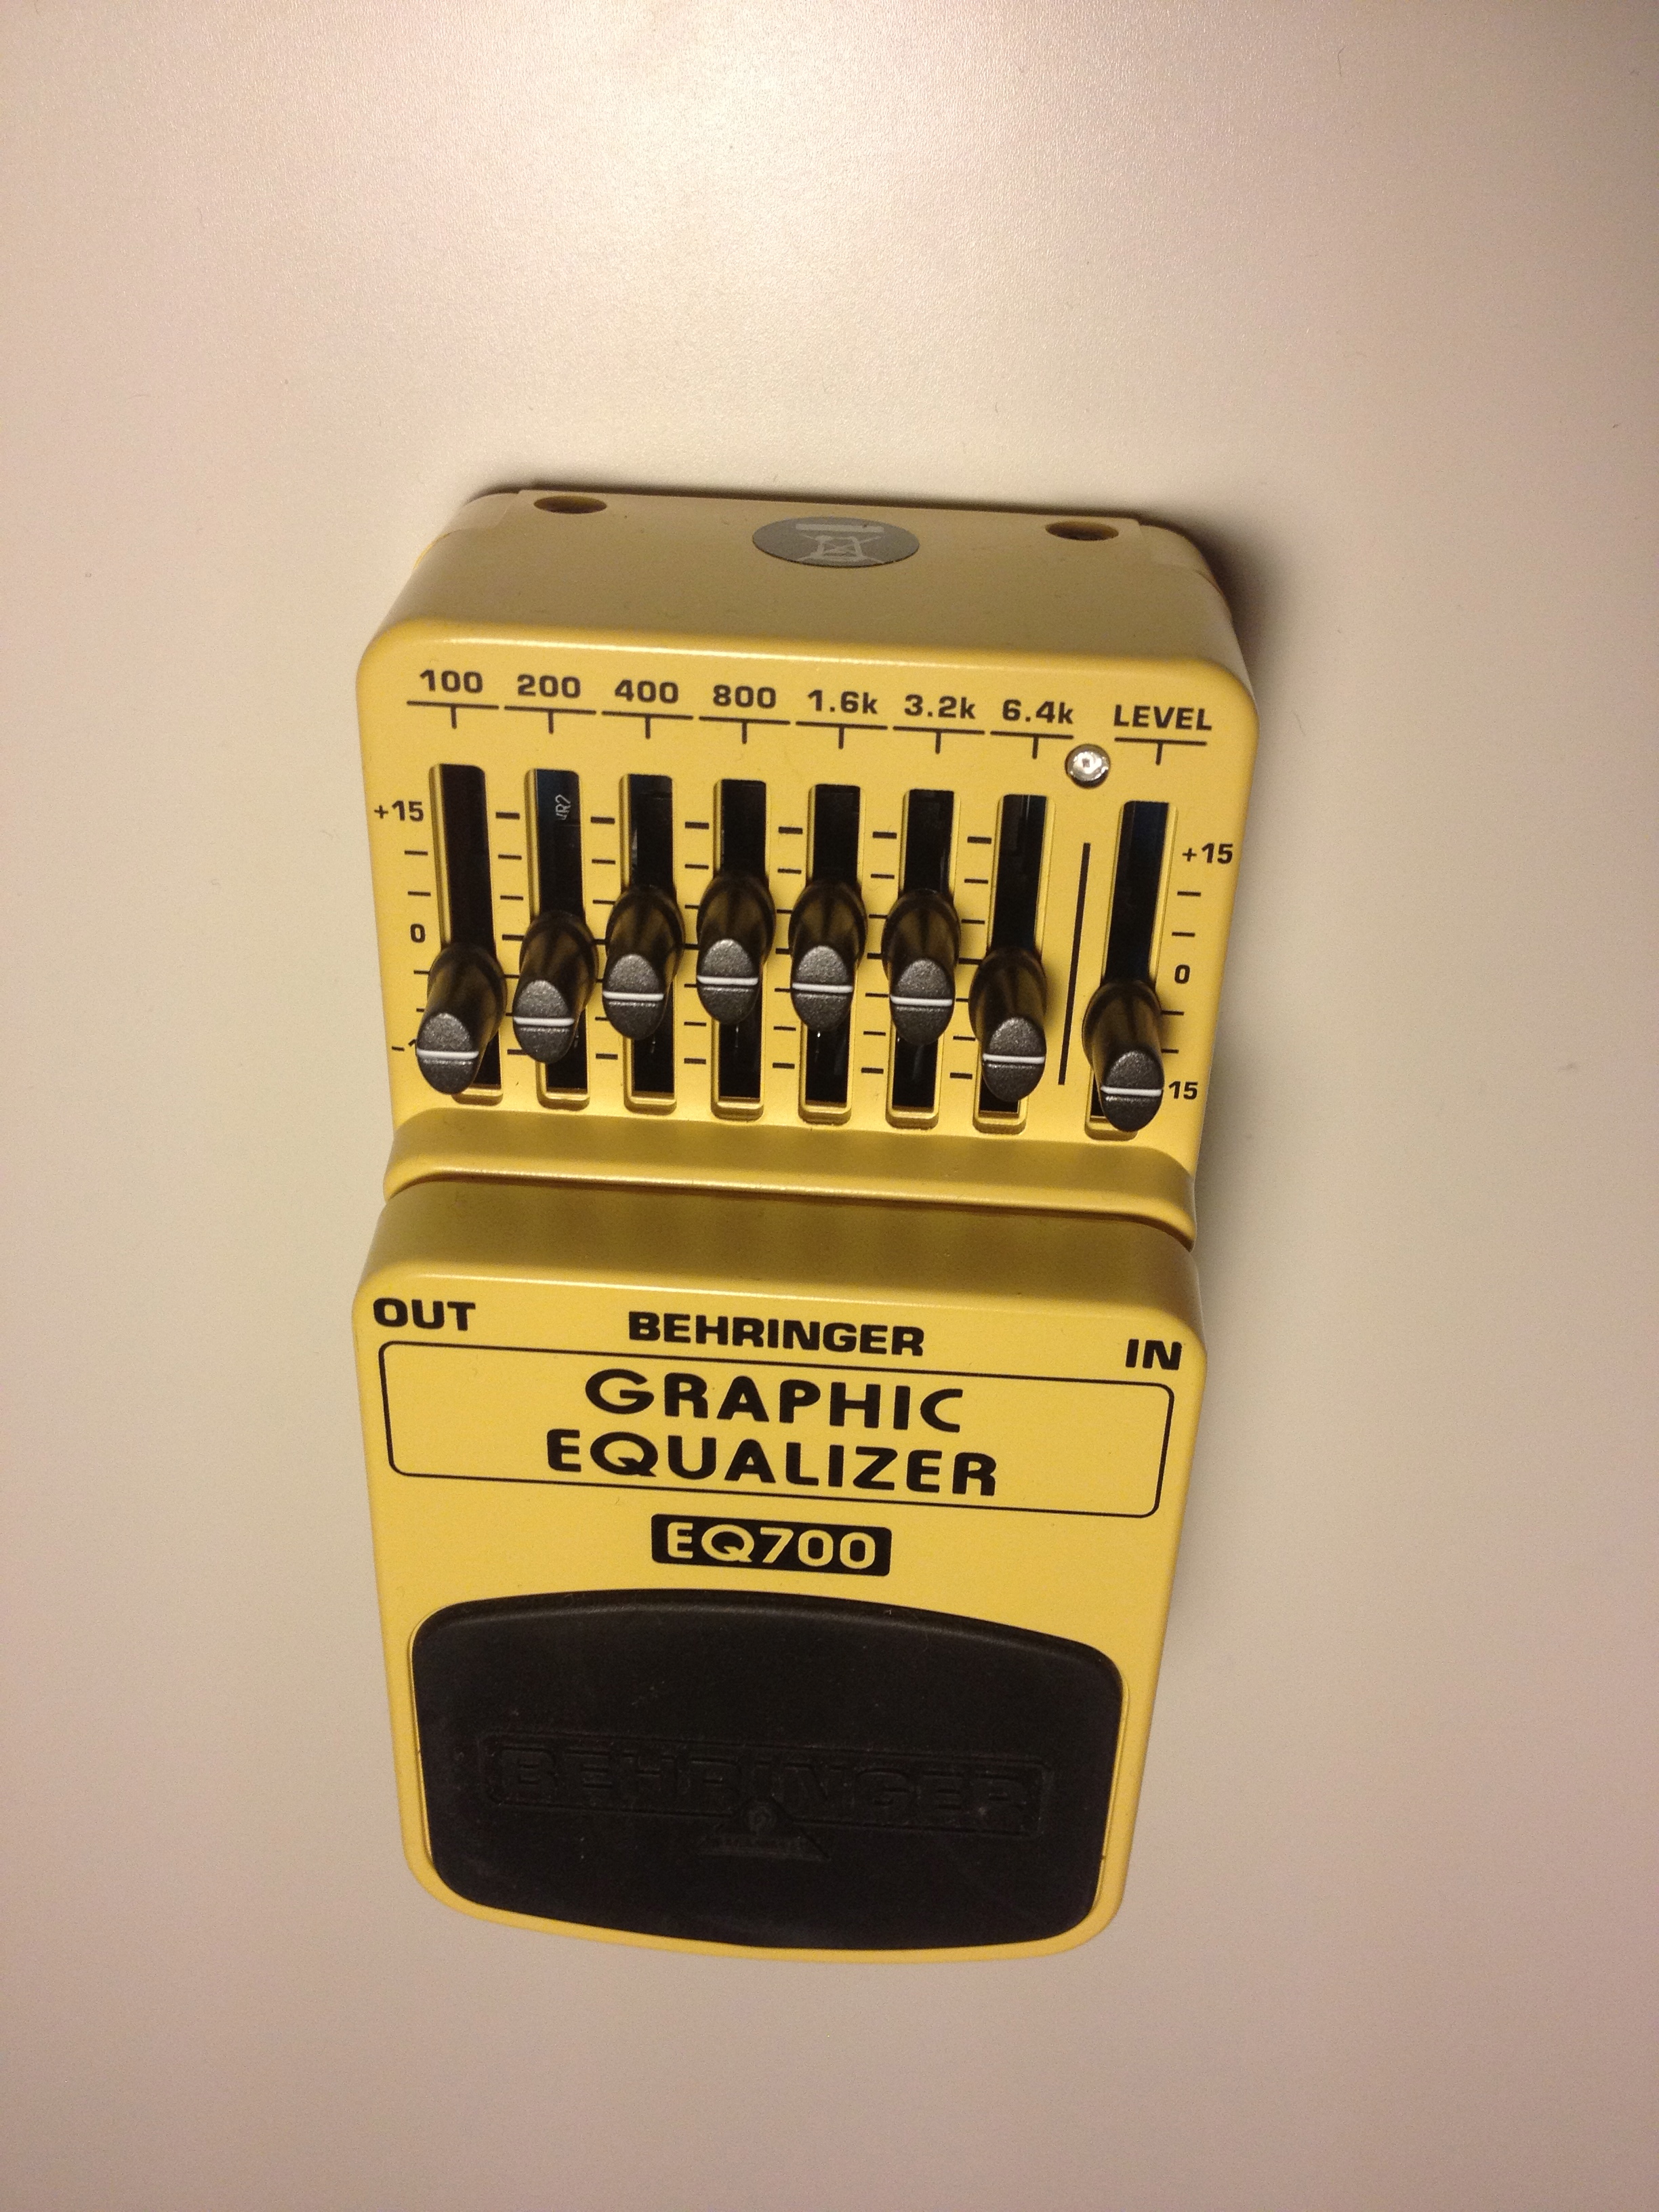 100 200 400 800 1.6k 3.2k 6.4k LEVEL
VR2
+15
+15
0
0
15
OUT BEHRINGER IN
GRAPHIC
EQUALIZER
EQ700
BEHRINGER